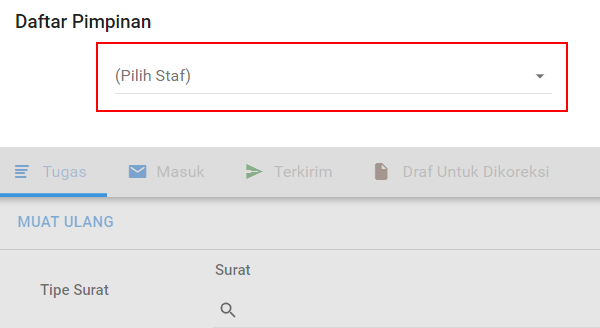 Daftar Pimpinan
(Pilih Staf)
Tugas Masuk Terkirim Draf Untuk Dikoreksi
MUAT ULANG
Surat
Tipe Surat